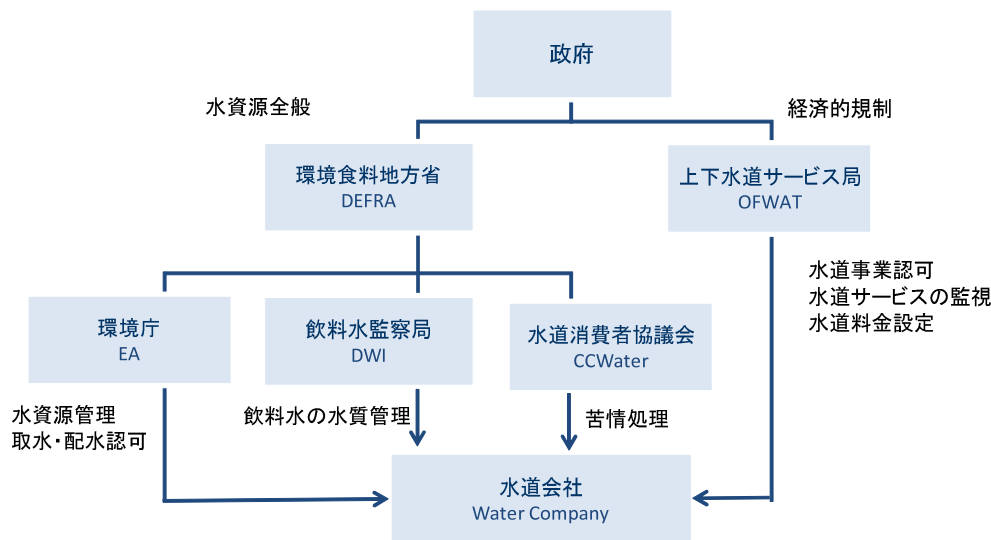 政府
水資源全般
経済的規制
環境食料地方省
DEFRA
上下水道サービス局
OFWAT
水道事業認可
水道サービスの監視
水道料金設定
環境庁
EA
飲料水監察局
DWI
水道消費者協議会
CCWater
水資源管理
取水・配水認可
飲料水の水質管理
苦情処理
水道会社
Water Company